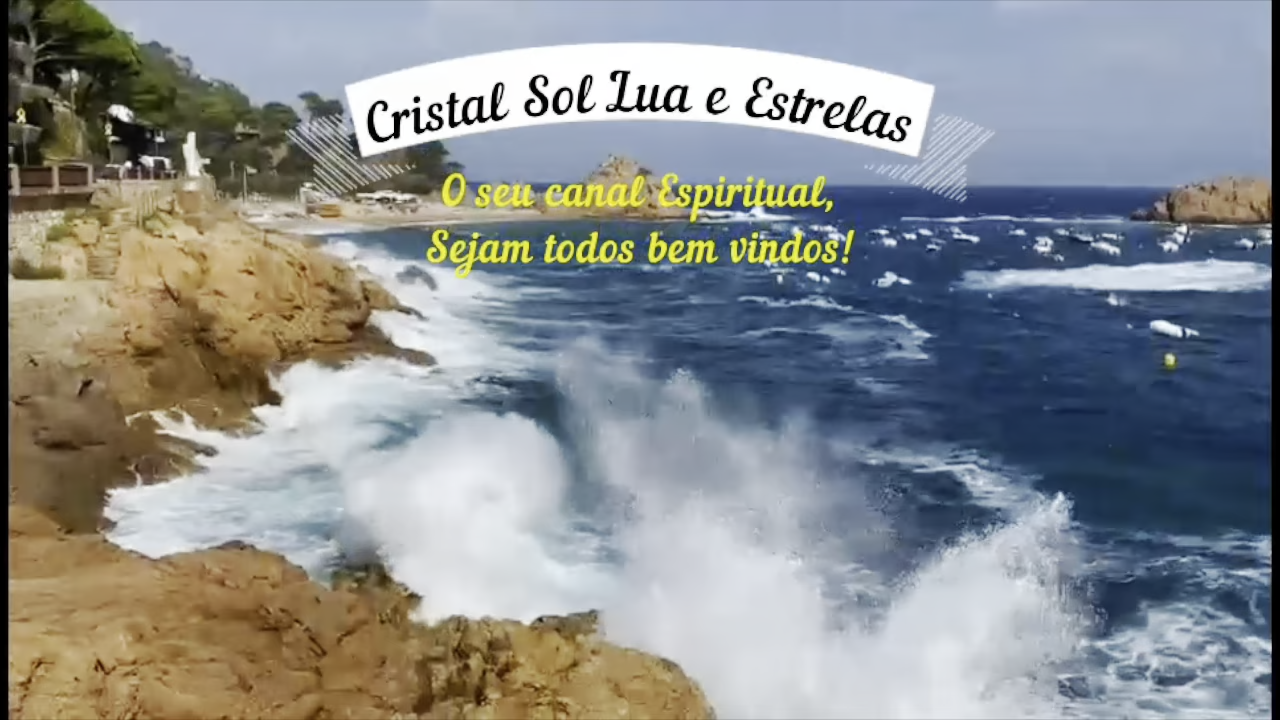 Cristal Sol Lua e Estrelas
O seu canal Espiritual,
Sejam todos bem vindos!